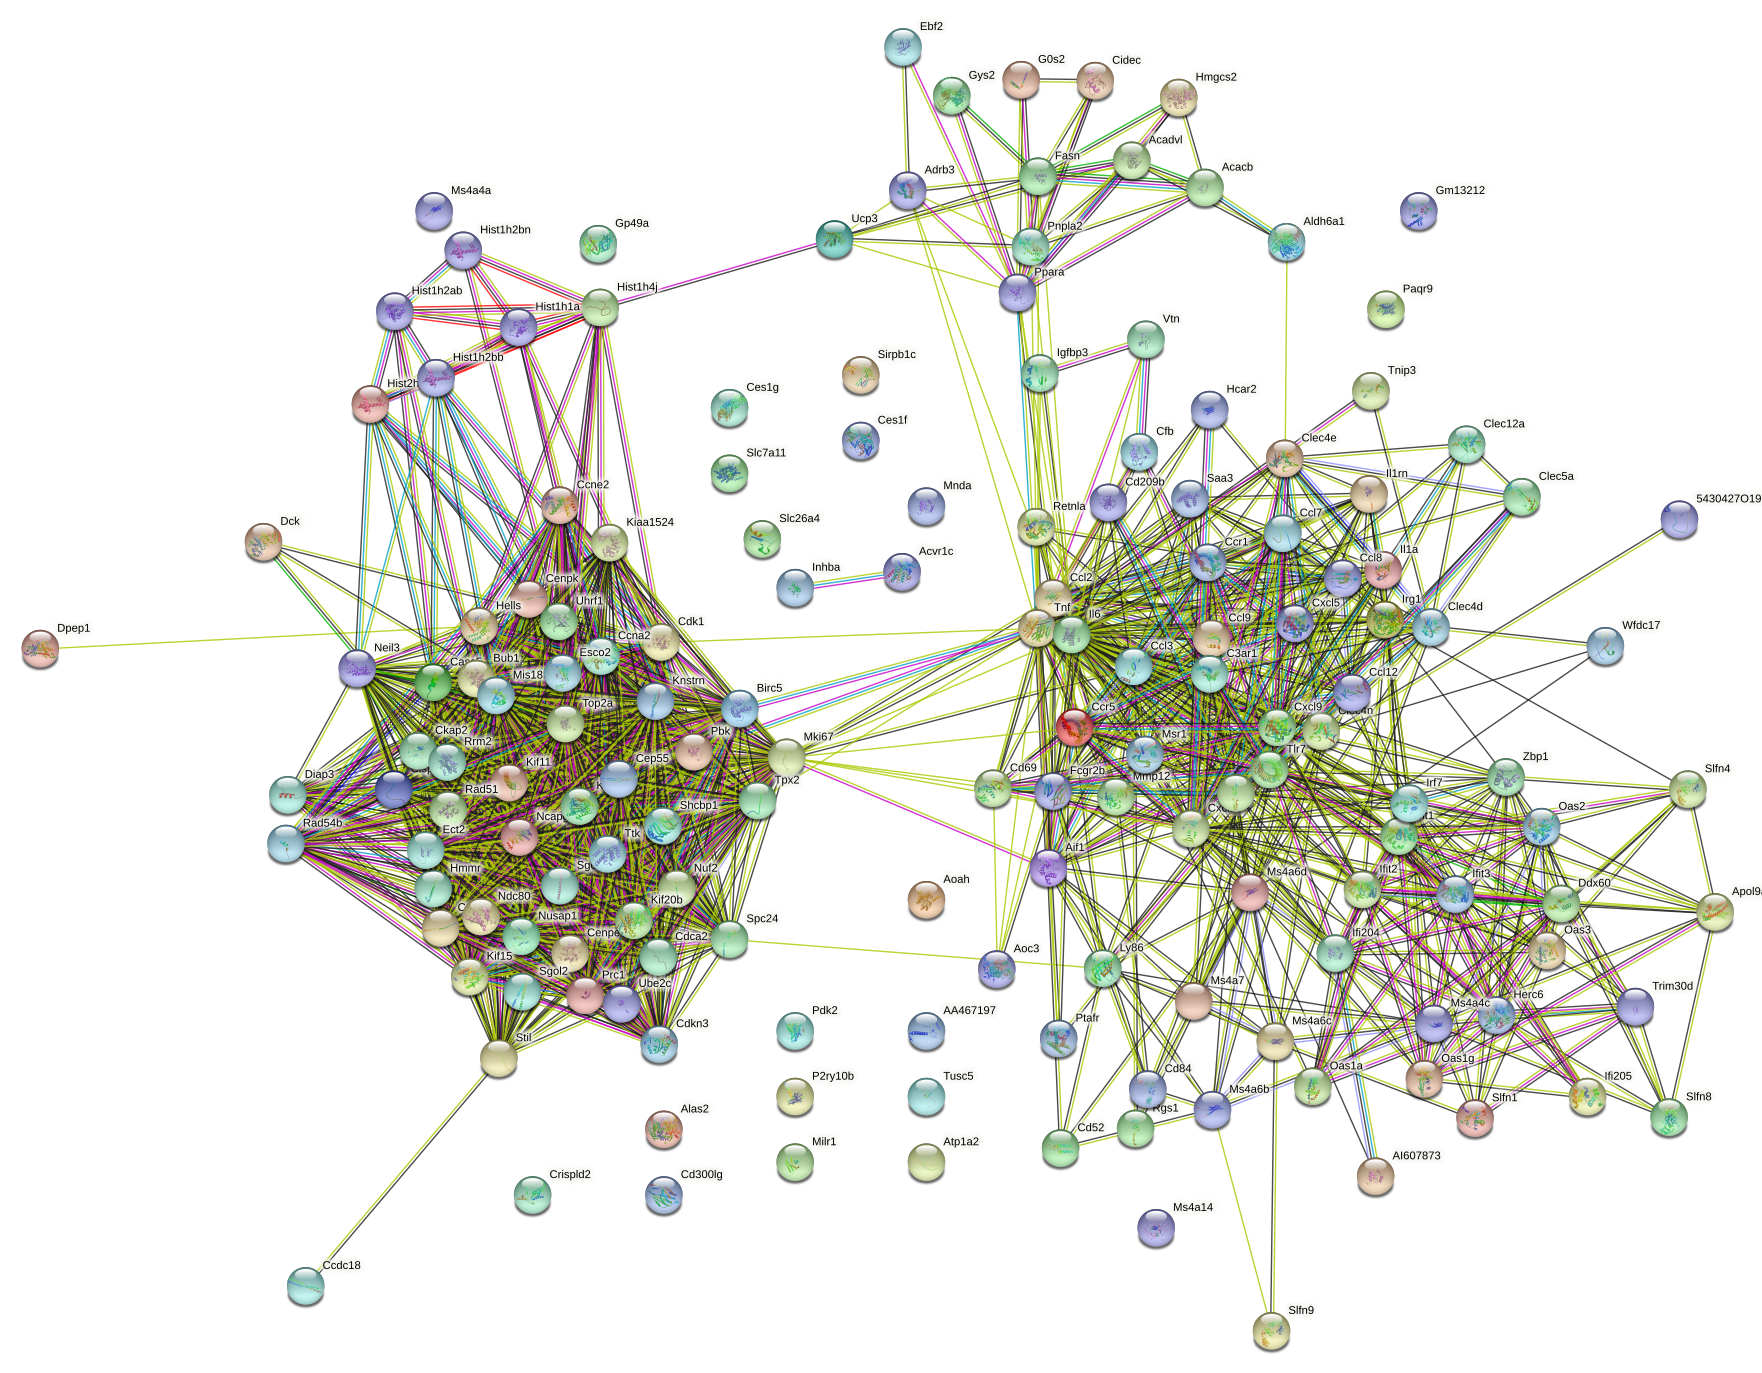 Ebf2
Gys2
G0s2
Cidec
Hmgcs2
Fasn
Acadvl
Acacb
Adrb3
Ms4a4a
Gm13212
Ucp3
Pnpla2
Aldh6a1
Hist1h2bn
Gp49a
Ppara
Hist1h2ab
Hist1h4j
Hist1h1a
Paqr9
Vtn
Igfbp3
Hist1h2bb
Sirpb1c
Tnip3
Hist2h
Ces1g
Hcar2
Ces1f
Cfb
Clec12a
Clec4e
Slc7a11
Il1rn
Clec5a
Ccne2
Mnda
Cd209b
Saa3
5430427O19
Retnla
Ccl7
Dck
Kiaa1524
Slc26a4
Ccr1
Ccl8
Il1a
Cenpk
Inhba
Acvr1c
Ccl2
Hells
Uhrf1
Tnf
Il6
Cxcl5
Irg1
Clec4d
Cdk1
Ccl9
Dpep1
Ccna2
Wfdc17
Neil3
Bub1
Esco2
Ccl3
C3ar1
Mis18
Knstrn
Birc5
Ccl12
Top2a
Ccr5
Cxcl9
Ckap2
Pbk
Mki67
Msr1
Rrm2
Cep55
Tlr7
Zbp1
Diap3
Kif11
Tpx2
Cd69
Fcgr2b
Mmp12
Slfn4
Rad51
Irf7
Oas2
Rad54b
Shcbp1
Ect2
Ttk
Aif1
Hmmr
Nuf2
Ms4a6d
Ifit2
Ifit3
Ddx60
Aoah
Apol9
Ndc80
Kif20b
Nusap1
Spc24
Ifi204
Oas3
Cenpe
Cdca2
Aoc3
Ly86
Kif15
Sgol2
Prc1
Ube2c
Ms4a7
Trim30d
Ms4a4c
Herc6
Stil
Cdkn3
Pdk2
AA467197
Ptafr
Ms4a6c
Oas1a
Oas1g
P2ry10b
Tusc5
Cd84
Ms4a6b
Ifi205
Slfn1
Slfn8
Alas2
Rgs1
Milr1
Atp1a2
Cd52
AI607873
Crispld2
Cd300lg
Ms4a14
Ccdc18
Slfn9